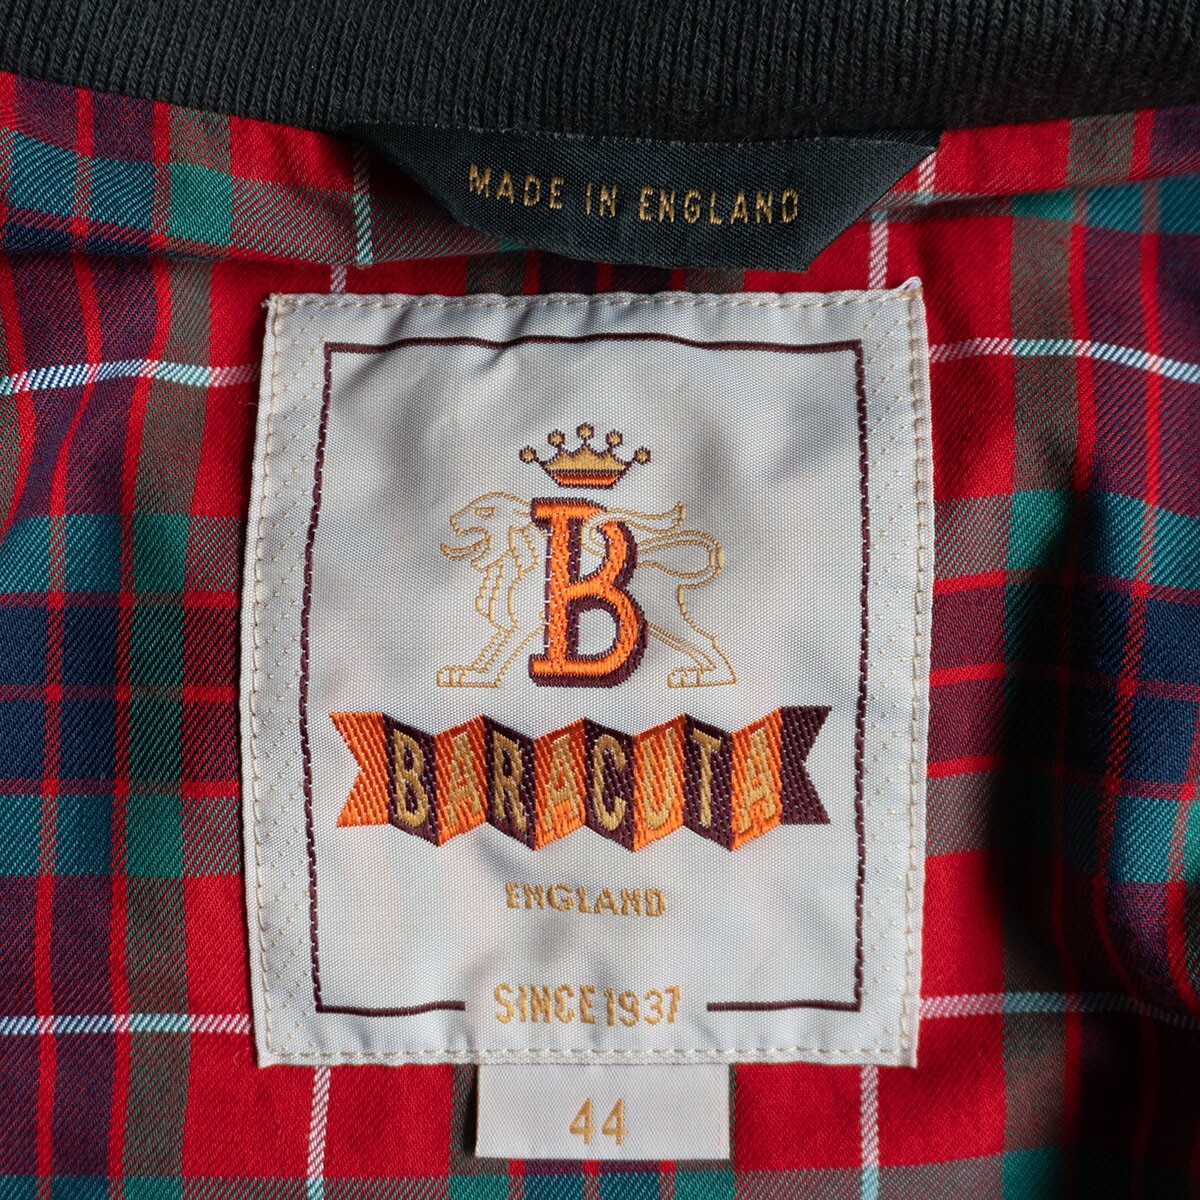 MADE IN ENGLAND
B
BARACUTA
ENGLAND
SINCE 1937
44